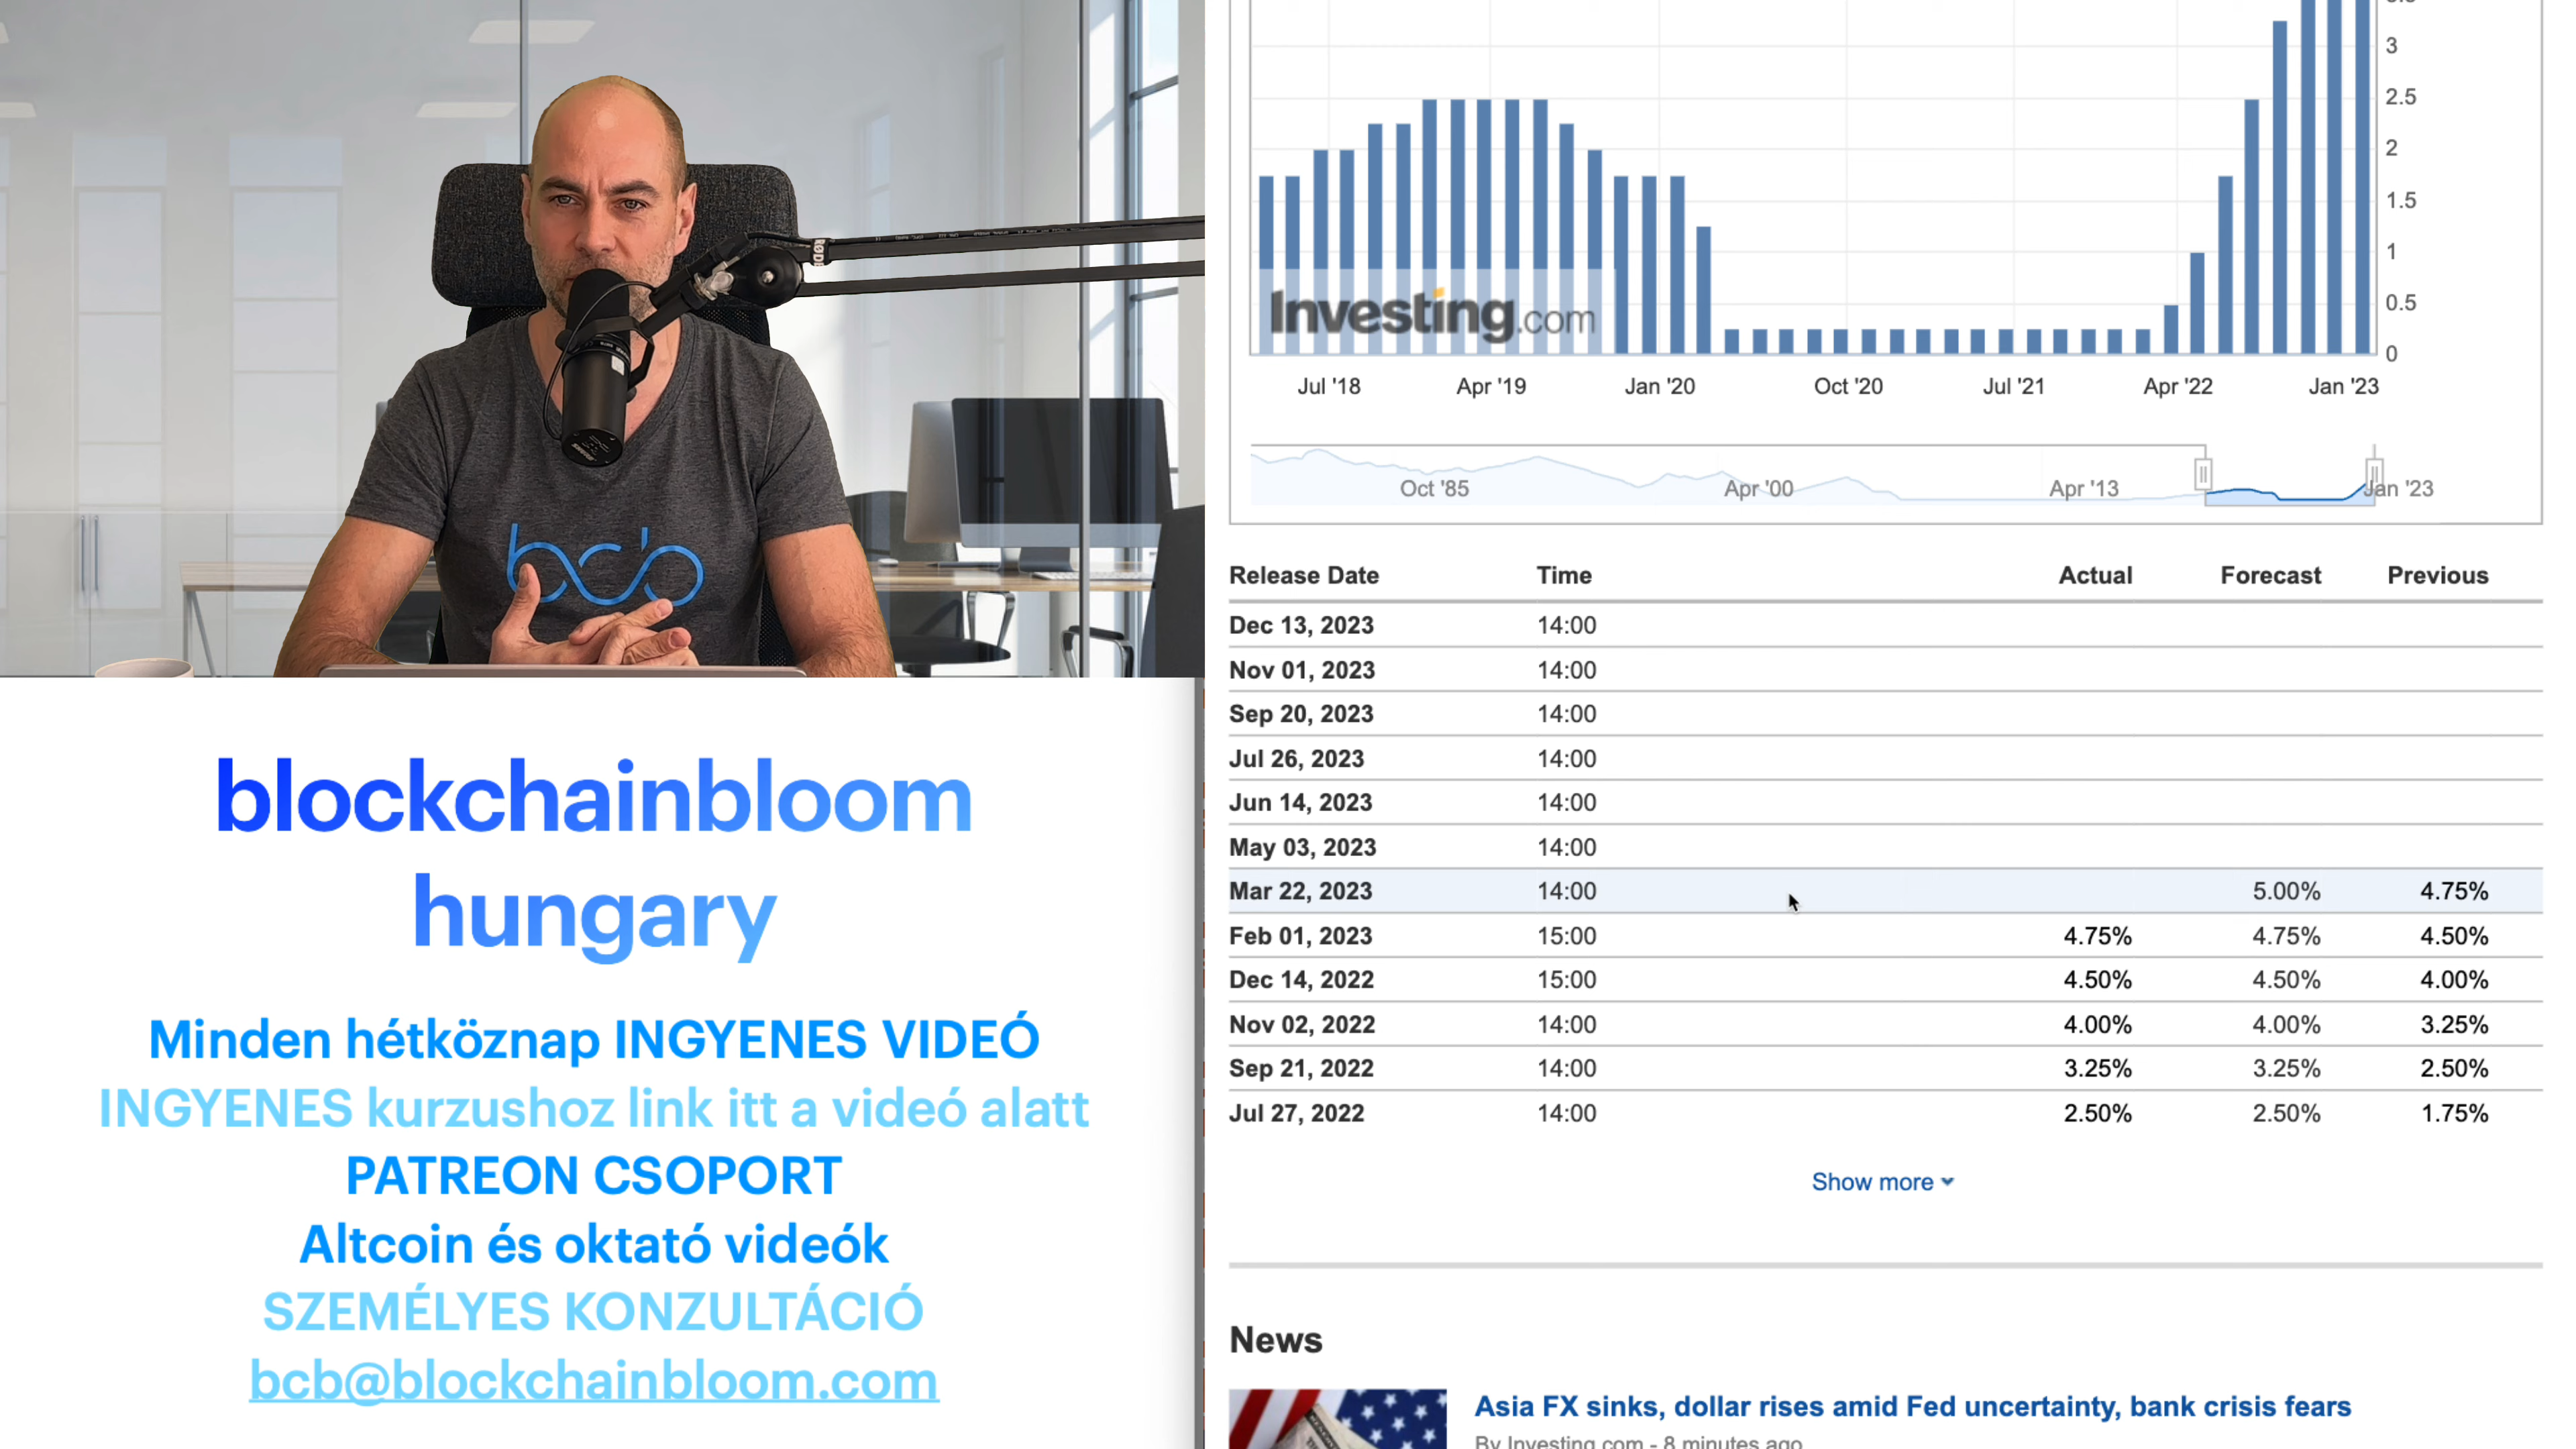 RØDE
bcb
blockchainbloom
hungary
Minden hétköznap INGYENES VIDEÓ
INGYENES kurzushoz link itt a videó alatt
PATREON CSOPORT
Altcoin és oktató videók
SZEMÉLYES KONZULTÁCIÓ
bcb@blockchainbloom.com
3
2.5
2
1.5
1
0.5
0
Investing.com
Jul '18 Apr '19 Jan '20 Oct '20 Jul '21 Apr '22 Jan '23
Oct '85 Apr '00 Apr '13 Jan '23
Release Date Time Actual Forecast Previous
Dec 13, 2023 14:00
Nov 01, 2023 14:00
Sep 20, 2023 14:00
Jul 26, 2023 14:00
Jun 14, 2023 14:00
May 03, 2023 14:00
Mar 22, 2023 14:00 5.00% 4.75%
Feb 01, 2023 15:00 4.75% 4.75% 4.50%
Dec 14, 2022 15:00 4.50% 4.50% 4.00%
Nov 02, 2022 14:00 4.00% 4.00% 3.25%
Sep 21, 2022 14:00 3.25% 3.25% 2.50%
Jul 27, 2022 14:00 2.50% 2.50% 1.75%
Show more
News
Asia FX sinks, dollar rises amid Fed uncertainty, bank crisis fears
By Investing.com - 8 minutes ago